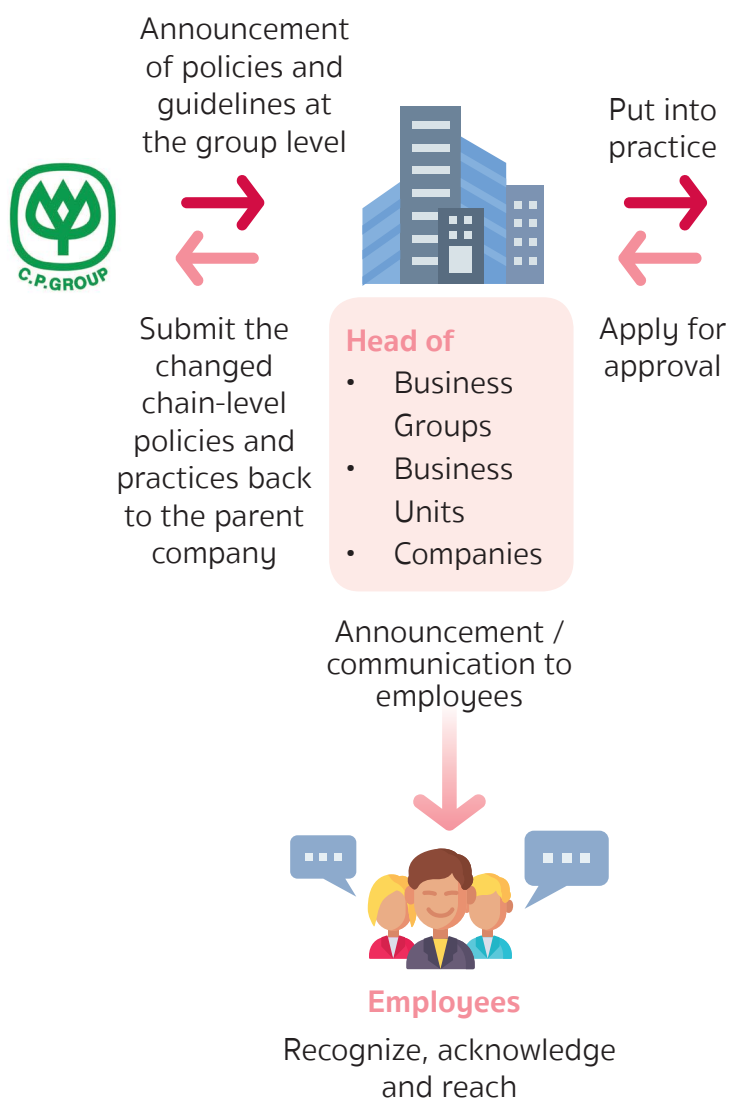 Announcement
of policies and
guidelines at
the group level
Put into
practice
C.P.GROUP
Submit the
changed
chain-level
policies and
practices back
to the parent
company
Head of
• Business
Groups
• Business
Units
• Companies
Apply for
approval
Announcement /
communication to
employees
Employees
Recognize, acknowledge
and reach